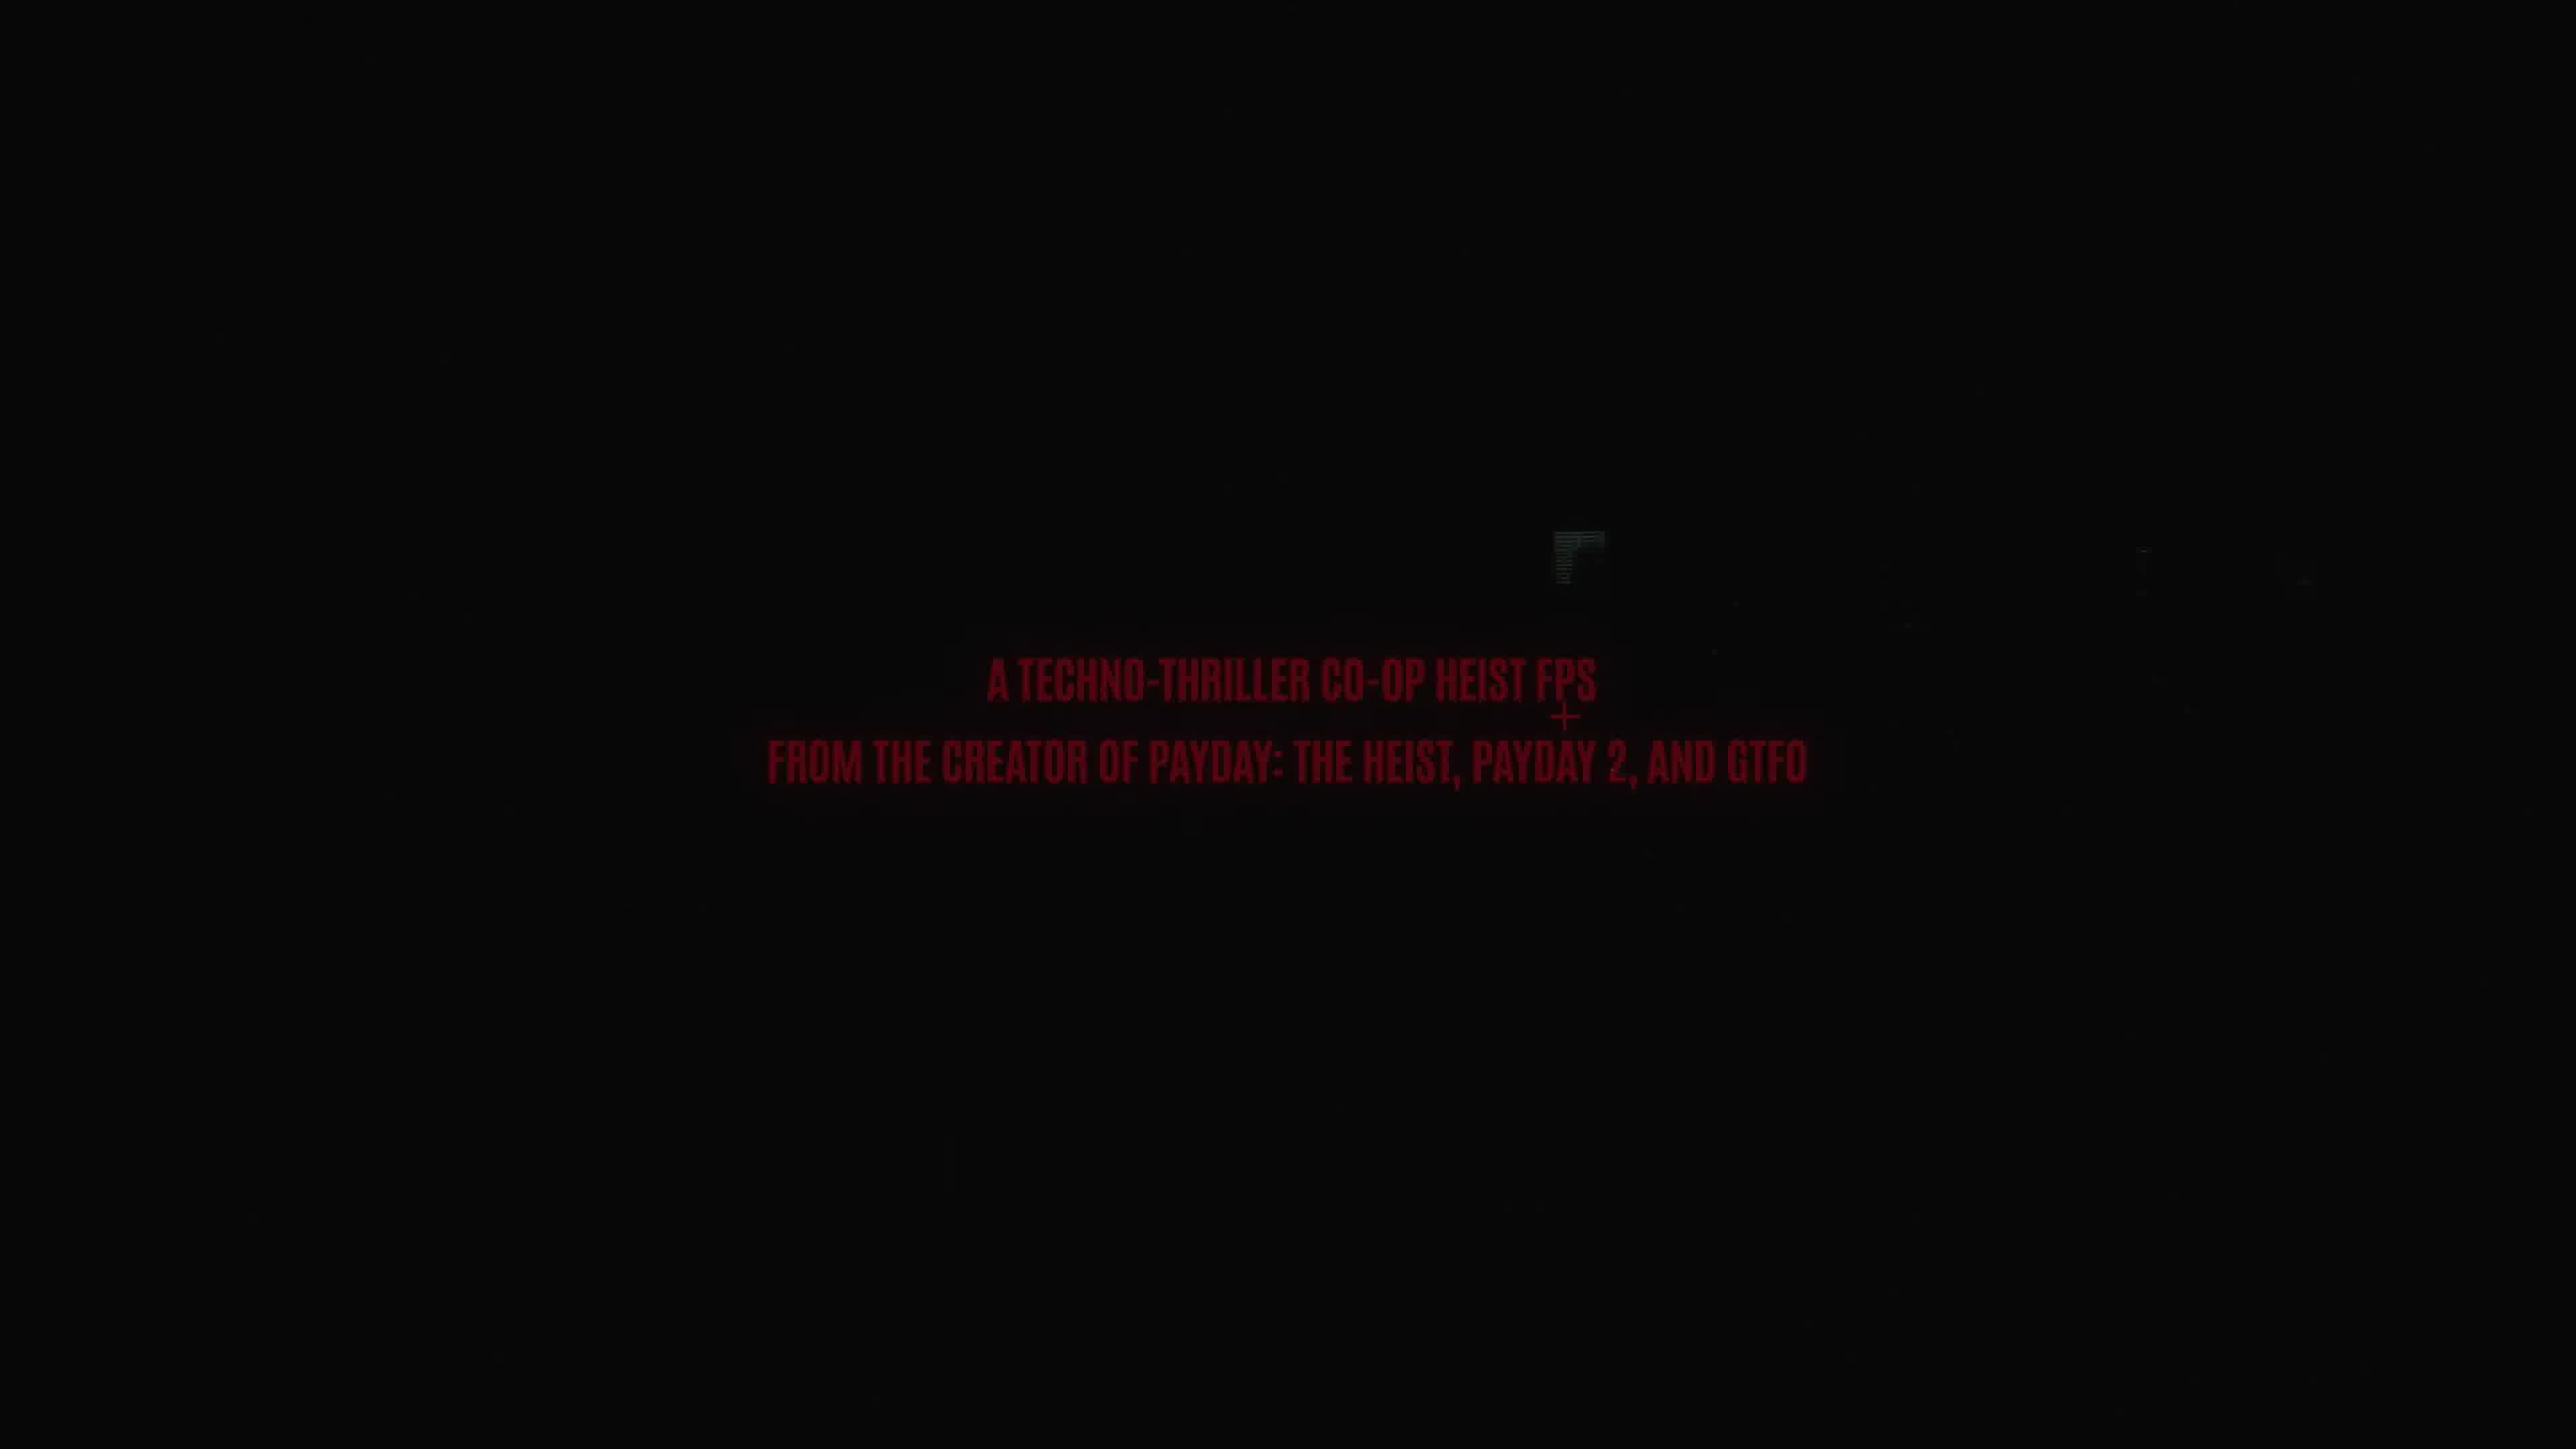 A TECHNO-THRILLER CO-OP HEIST FPS
FROM THE CREATOR OF PAYDAY: THE HEIST, PAYDAY 2, AND GTFO